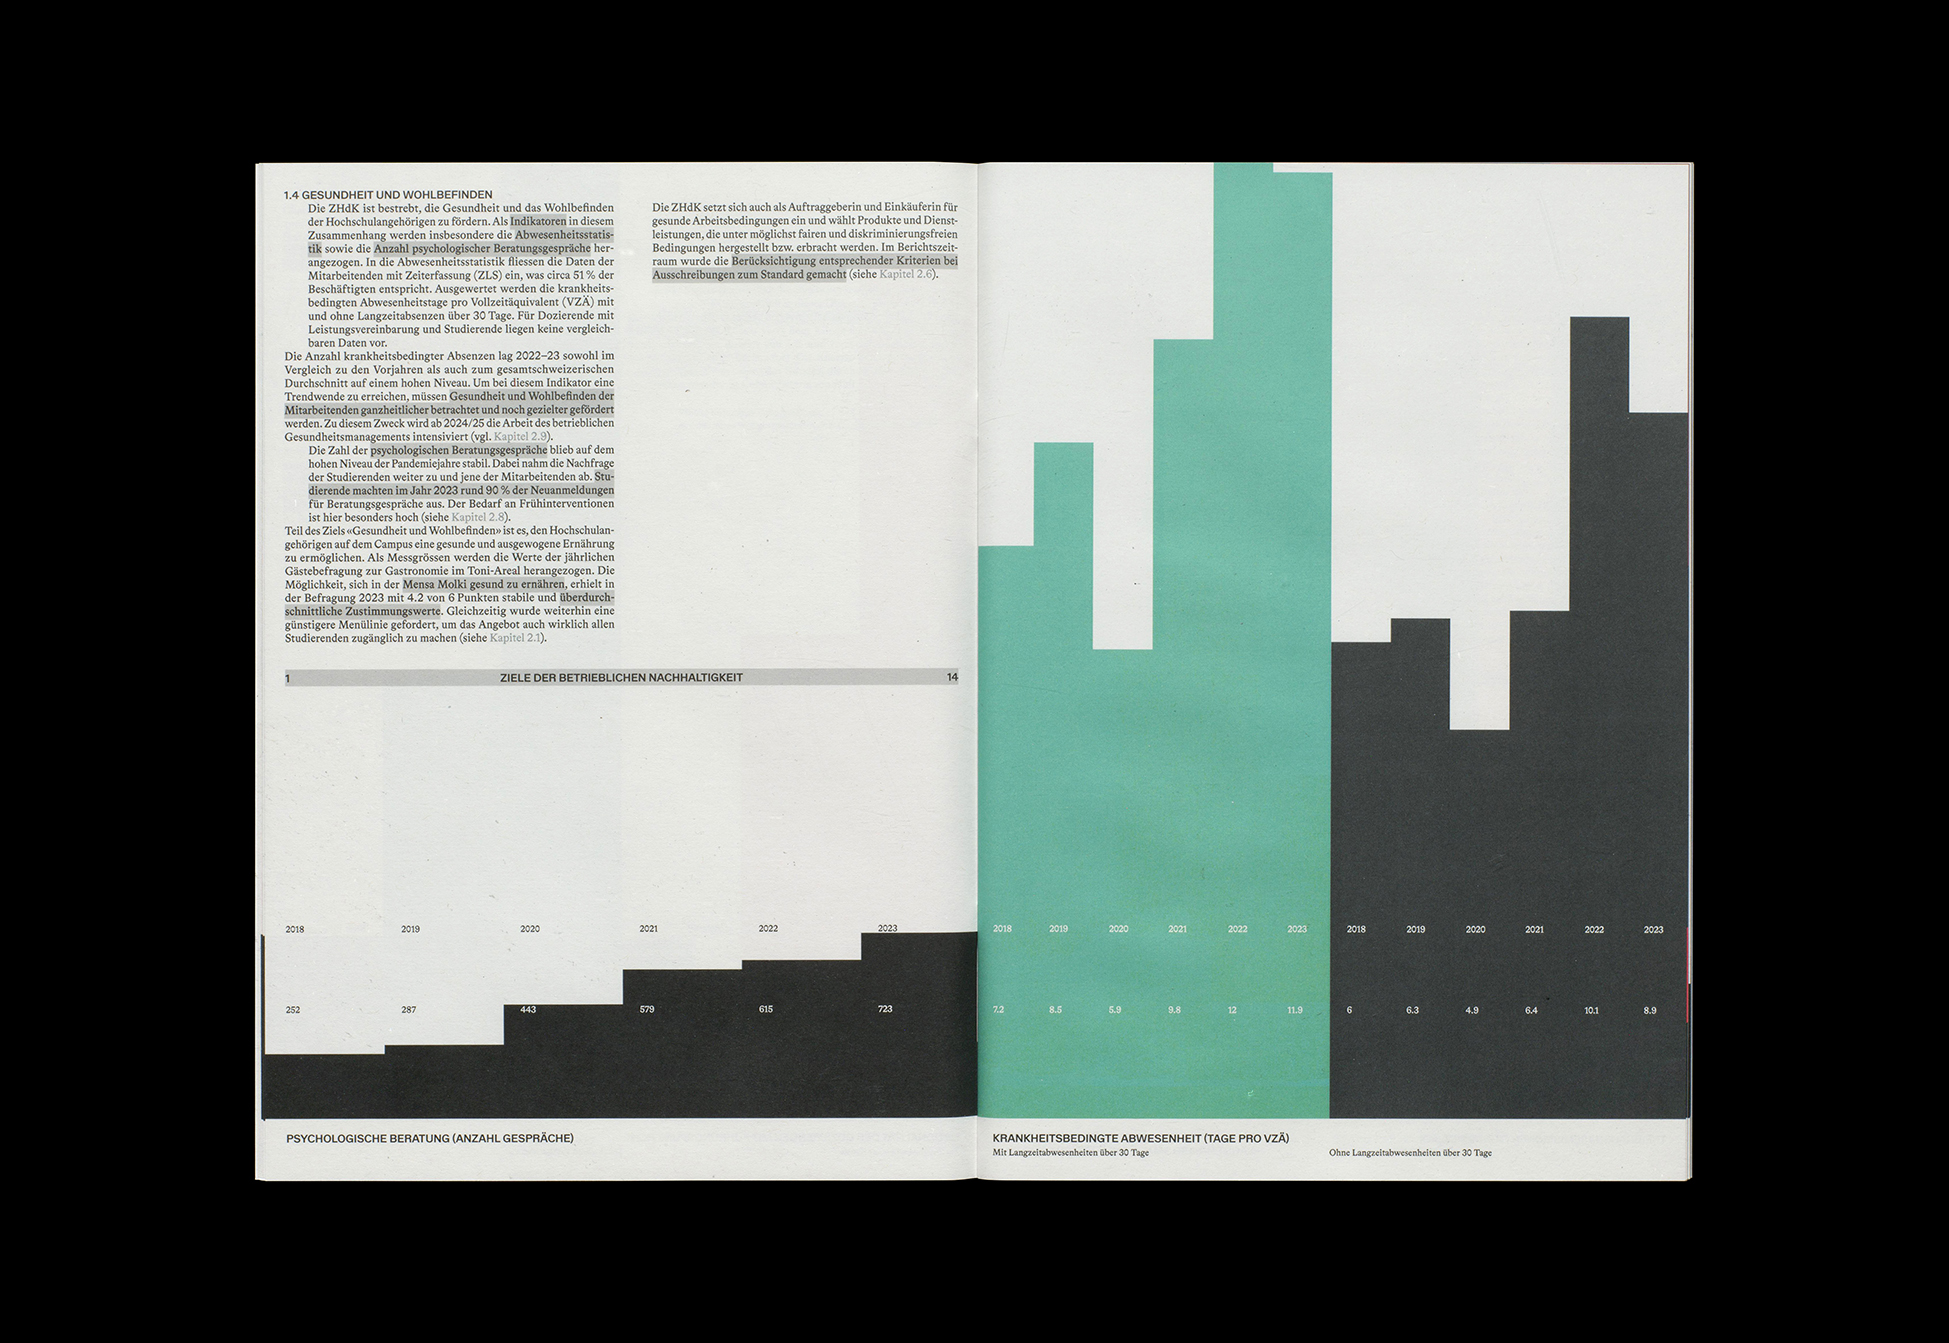 1.4 GESUNDHEIT UND WOHLBEFINDEN
Die ZHdK ist bestrebt, die Gesundheit und das Wohlbefinden
der Hochschulangehörigen zu fördern. Als Indikatoren in diesem
Zusammenhang werden insbesondere die Abwesenheitsstatis-
tik sowie die Anzahl psychologischer Beratungsgespräche her-
angezogen. In die Abwesenheitsstatistik fliessen die Daten der
Mitarbeitenden mit Zeiterfassung (ZLS) ein, was circa 51 % der
Beschäftigten entspricht. Ausgewertet werden die krankheits-
bedingten Abwesenheitstage pro Vollzeitäquivalent (VZÄ) mit
und ohne Langzeitabsenzen über 30 Tage. Für Dozierende mit
Leistungsvereinbarung und Studierende liegen keine vergleich-
baren Daten vor.
Die Anzahl krankheitsbedingter Absenzen lag 2022–23 sowohl im
Vergleich zu den Vorjahren als auch zum gesamtschweizerischen
Durchschnitt auf einem hohen Niveau. Um bei diesem Indikator eine
Trendwende zu erreichen, müssen Gesundheit und Wohlbefinden der
Mitarbeitenden ganzheitlicher betrachtet und noch gezielter gefördert
werden. Zu diesem Zweck wird ab 2024/25 die Arbeit des betrieblichen
Gesundheitsmanagements intensiviert (vgl. Kapitel 2.9).
Die Zahl der psychologischen Beratungsgespräche blieb auf dem
hohen Niveau der Pandemiejahre stabil. Dabei nahm die Nachfrage
der Studierenden weiter zu und jene der Mitarbeitenden ab. Stu-
dierende machten im Jahr 2023 rund 90 % der Neuanmeldungen
für Beratungsgespräche aus. Der Bedarf an Frühinterventionen
ist hier besonders hoch (siehe Kapitel 2.8).
Teil des Ziels «Gesundheit und Wohlbefinden» ist es, den Hochschulan-
gehörigen auf dem Campus eine gesunde und ausgewogene Ernährung
zu ermöglichen. Als Messgrössen werden die Werte der jährlichen
Gästebefragung zur Gastronomie im Toni-Areal herangezogen. Die
Möglichkeit, sich in der Mensa Molki gesund zu ernähren, erhielt in
der Befragung 2023 mit 4.2 von 6 Punkten stabile und überdurch-
schnittliche Zustimmungswerte. Gleichzeitig wurde weiterhin eine
günstigere Menülinie gefordert, um das Angebot auch wirklich allen
Studierenden zugänglich zu machen (siehe Kapitel 2.1).
Die ZHdK setzt sich auch als Auftraggeberin und Einkäuferin für
gesunde Arbeitsbedingungen ein und wählt Produkte und Dienst-
leistungen, die unter möglichst fairen und diskriminierungsfreien
Bedingungen hergestellt bzw. erbracht werden. Im Berichtszeit-
raum wurde die Berücksichtigung entsprechender Kriterien bei
Ausschreibungen zum Standard gemacht (siehe Kapitel 2.6).
1 ZIELE DER BETRIEBLICHEN NACHHALTIGKEIT 14
2018 2019 2020 2021 2022 2023
252 287 443 579 615 723
PSYCHOLOGISCHE BERATUNG (ANZAHL GESPRÄCHE)
2018 2019 2020 2021 2022 2023 2018 2019 2020 2021 2022 2023
7.2 8.5 5.9 9.8 12 11.9 6 6.3 4.9 6.4 10.1 8.9
KRANKHEITSBEDINGTE ABWESENHEIT (TAGE PRO VZÄ)
Mit Langzeitabwesenheiten über 30 Tage Ohne Langzeitabwesenheiten über 30 Tage